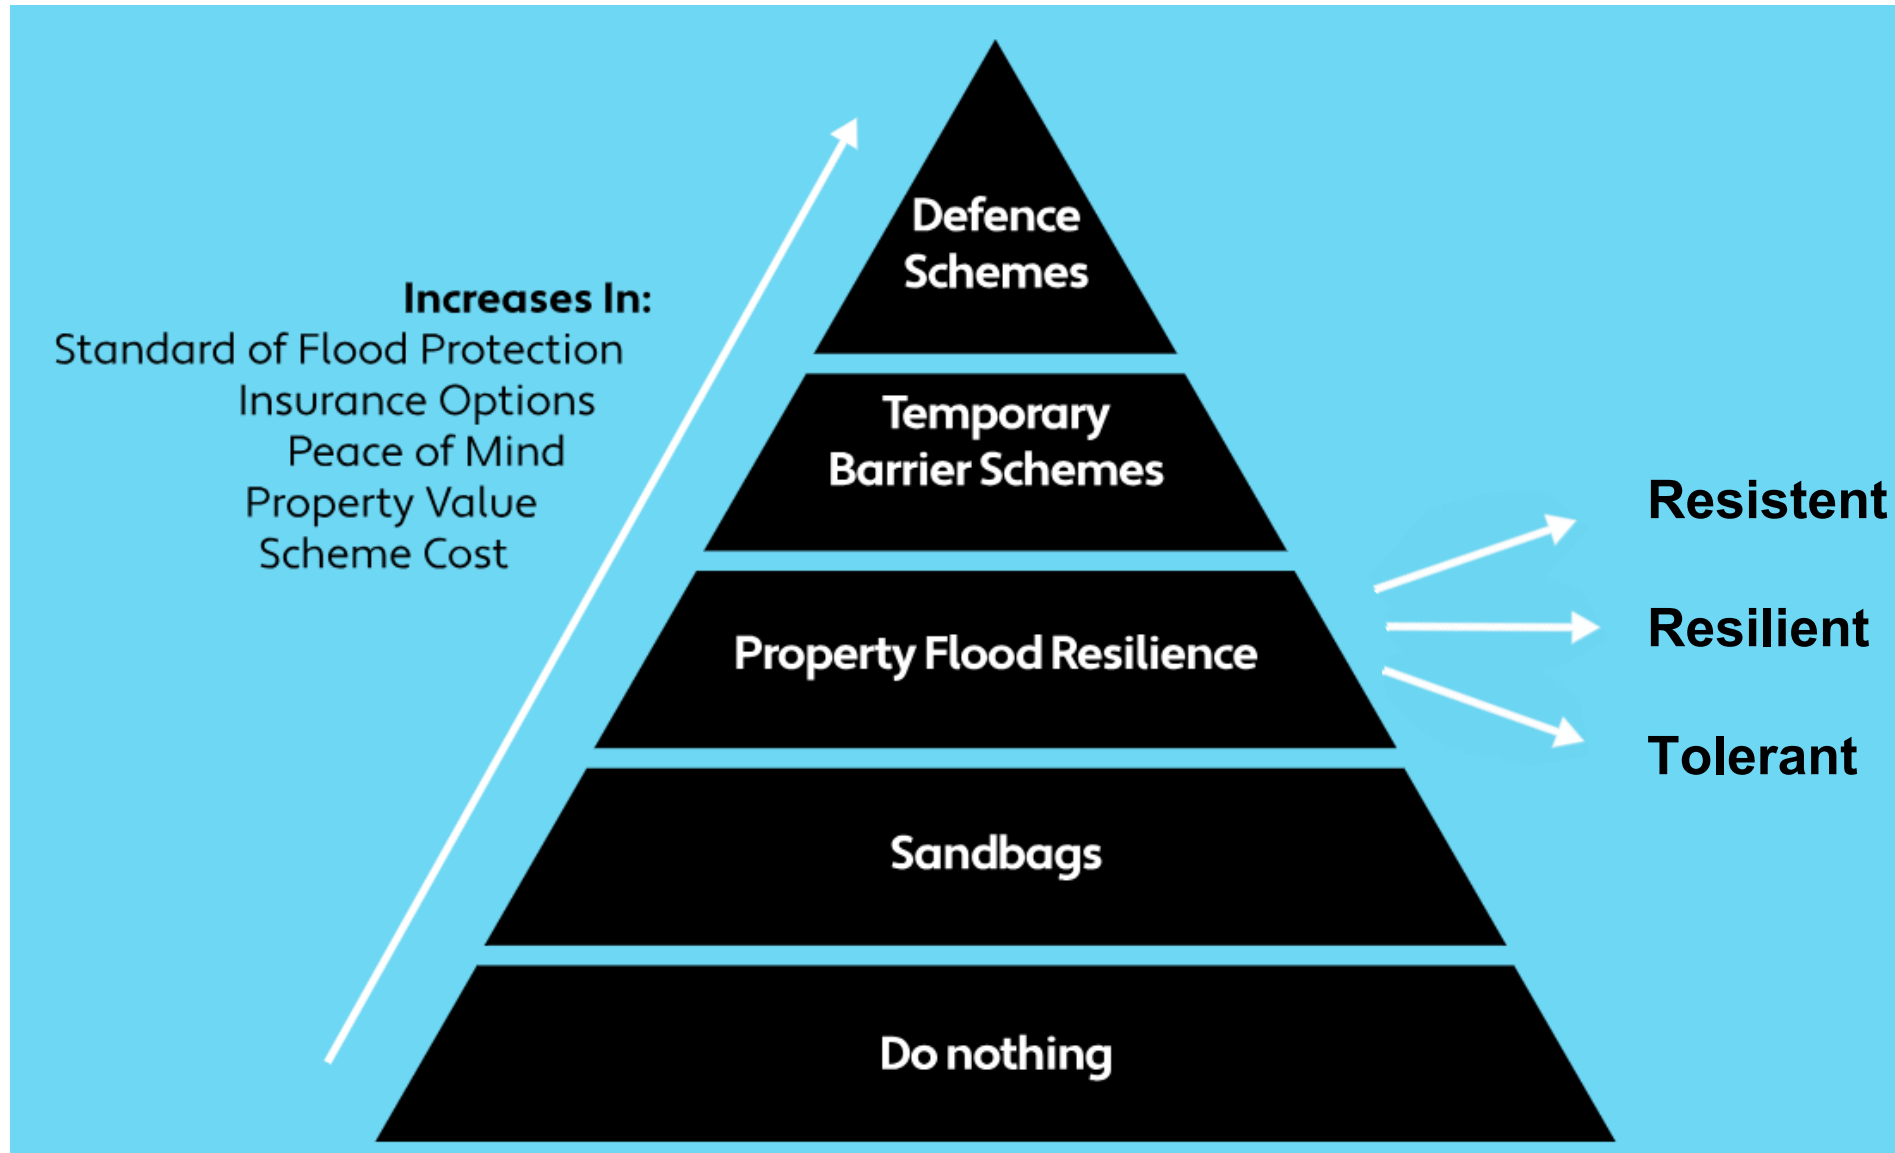 Defence
Schemes
Increases In:
Standard of Flood Protection
Insurance Options
Peace of Mind
Property Value
Scheme Cost
Temporary
Barrier Schemes
Property Flood Resilience
Resistent
Resilient
Tolerant
Sandbags
Do nothing